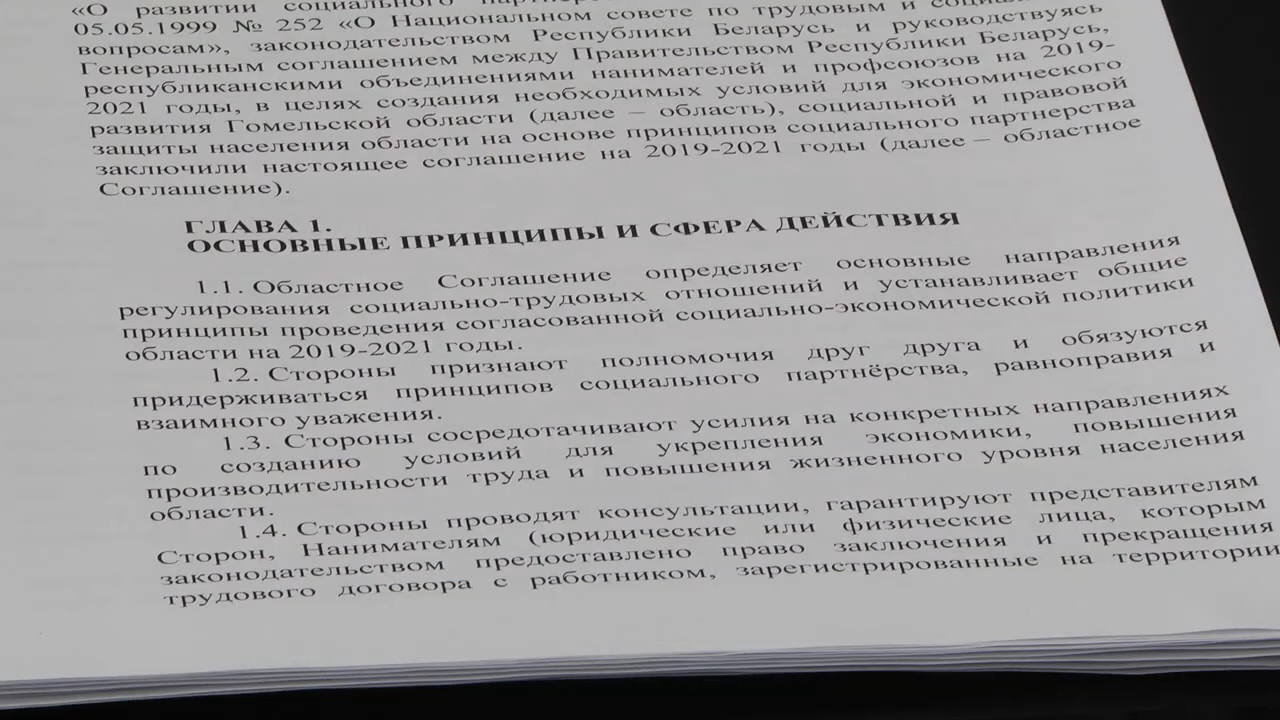 «О развитии социального
05.05.1999 № 252 «О Национальном совете по трудовым и
вопросам», законодательством Республики Беларусь и руководствуясь
Генеральным соглашением между Правительством Республики Беларусь,
республиканскими объединениями нанимателей и профсоюзов на 2019-
2021 годы, в целях создания необходимых условий для экономического
развития Гомельской области (далее – область), социальной и правовой
защиты населения области на основе принципов социального партнерства
заключили настоящее соглашение на 2019-2021 годы (далее – областное
Соглашение).
ГЛАВА 1.
ОСНОВНЫЕ ПРИНЦИПЫ И СФЕРА ДЕЙСТВИЯ
1.1. Областное Соглашение определяет основные направления
регулирования социально-трудовых отношений и устанавливает общие
принципы проведения согласованной социально-экономической политики
области на 2019-2021 годы.
1.2. Стороны признают полномочия друг друга и обязуются
придерживаться принципов социального партнёрства, равноправия и
взаимного уважения.
1.3. Стороны сосредотачивают усилия на конкретных направлениях
по созданию условий для укрепления экономики, повышения
производительности труда и повышения жизненного уровня населения
области.
1.4. Стороны проводят консультации, гарантируют представителям
Сторон, Нанимателям (юридические или физические лица, которым
законодательством предоставлено право заключения и прекращения
трудового договора с работником, зарегистрированные на территории